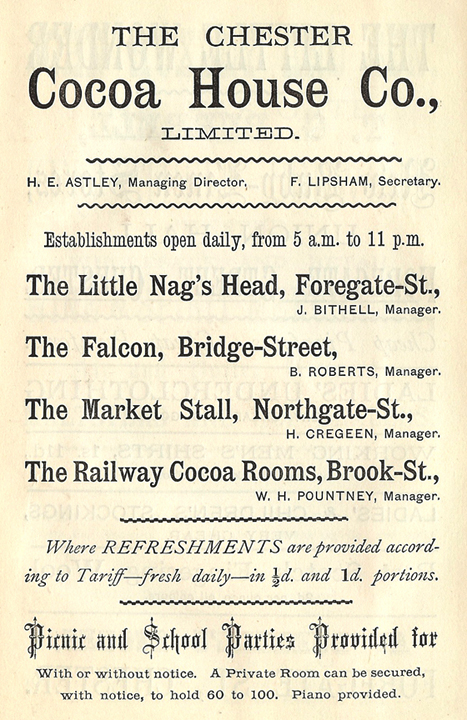 THE CHESTER
Cocoa House Co.,
LIMITED.
H. E. ASTLEY, Managing Director, F. LIPSHAM, Secretary.
Establishments open daily, from 5 a.m. to 11 p.m.
The Little Nag's Head, Foregate-St.,
J. BITHELL, Manager.
The Falcon, Bridge-Street,
B. ROBERTS, Manager.
The Market Stall, Northgate-St.,
H. CREGEEN, Manager.
The Railway Cocoa Rooms, Brook-St.,
W. H. POUNTNEY, Manager.
Where REFRESHMENTS are provided accord-
ing to Tariff—fresh daily—in ½d. and 1d. portions.
Picnic and School Parties Provided for
With or without notice. A Private Room can be secured,
with notice, to hold 60 to 100. Piano provided.